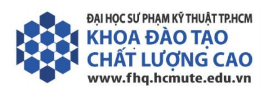 ĐẠI HỌC SƯ PHẠM KỸ THUẬT TP.HCM
KHOA ĐÀO TẠO
CHẤT LƯỢNG CAO
www.fhq.hcmute.edu.vn